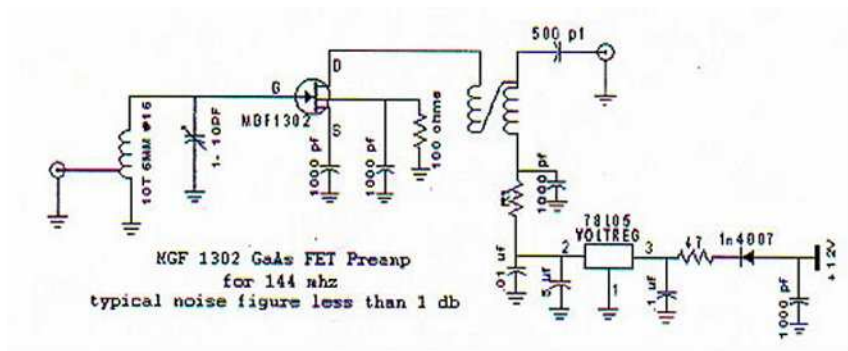 500 pf
D
G
MGF1302
S
10T 6MM #16
1- 10PF
1000 pf
1000 pf
100 ohms
1000 pf
78L05
VOLTREG
2
3
1
47
1n4007
+12V
.01 uf
.5 uf
.1 uf
1000 pf
MGF 1302 GaAs FET Preamp
for 144 mhz
typical noise figure less than 1 db